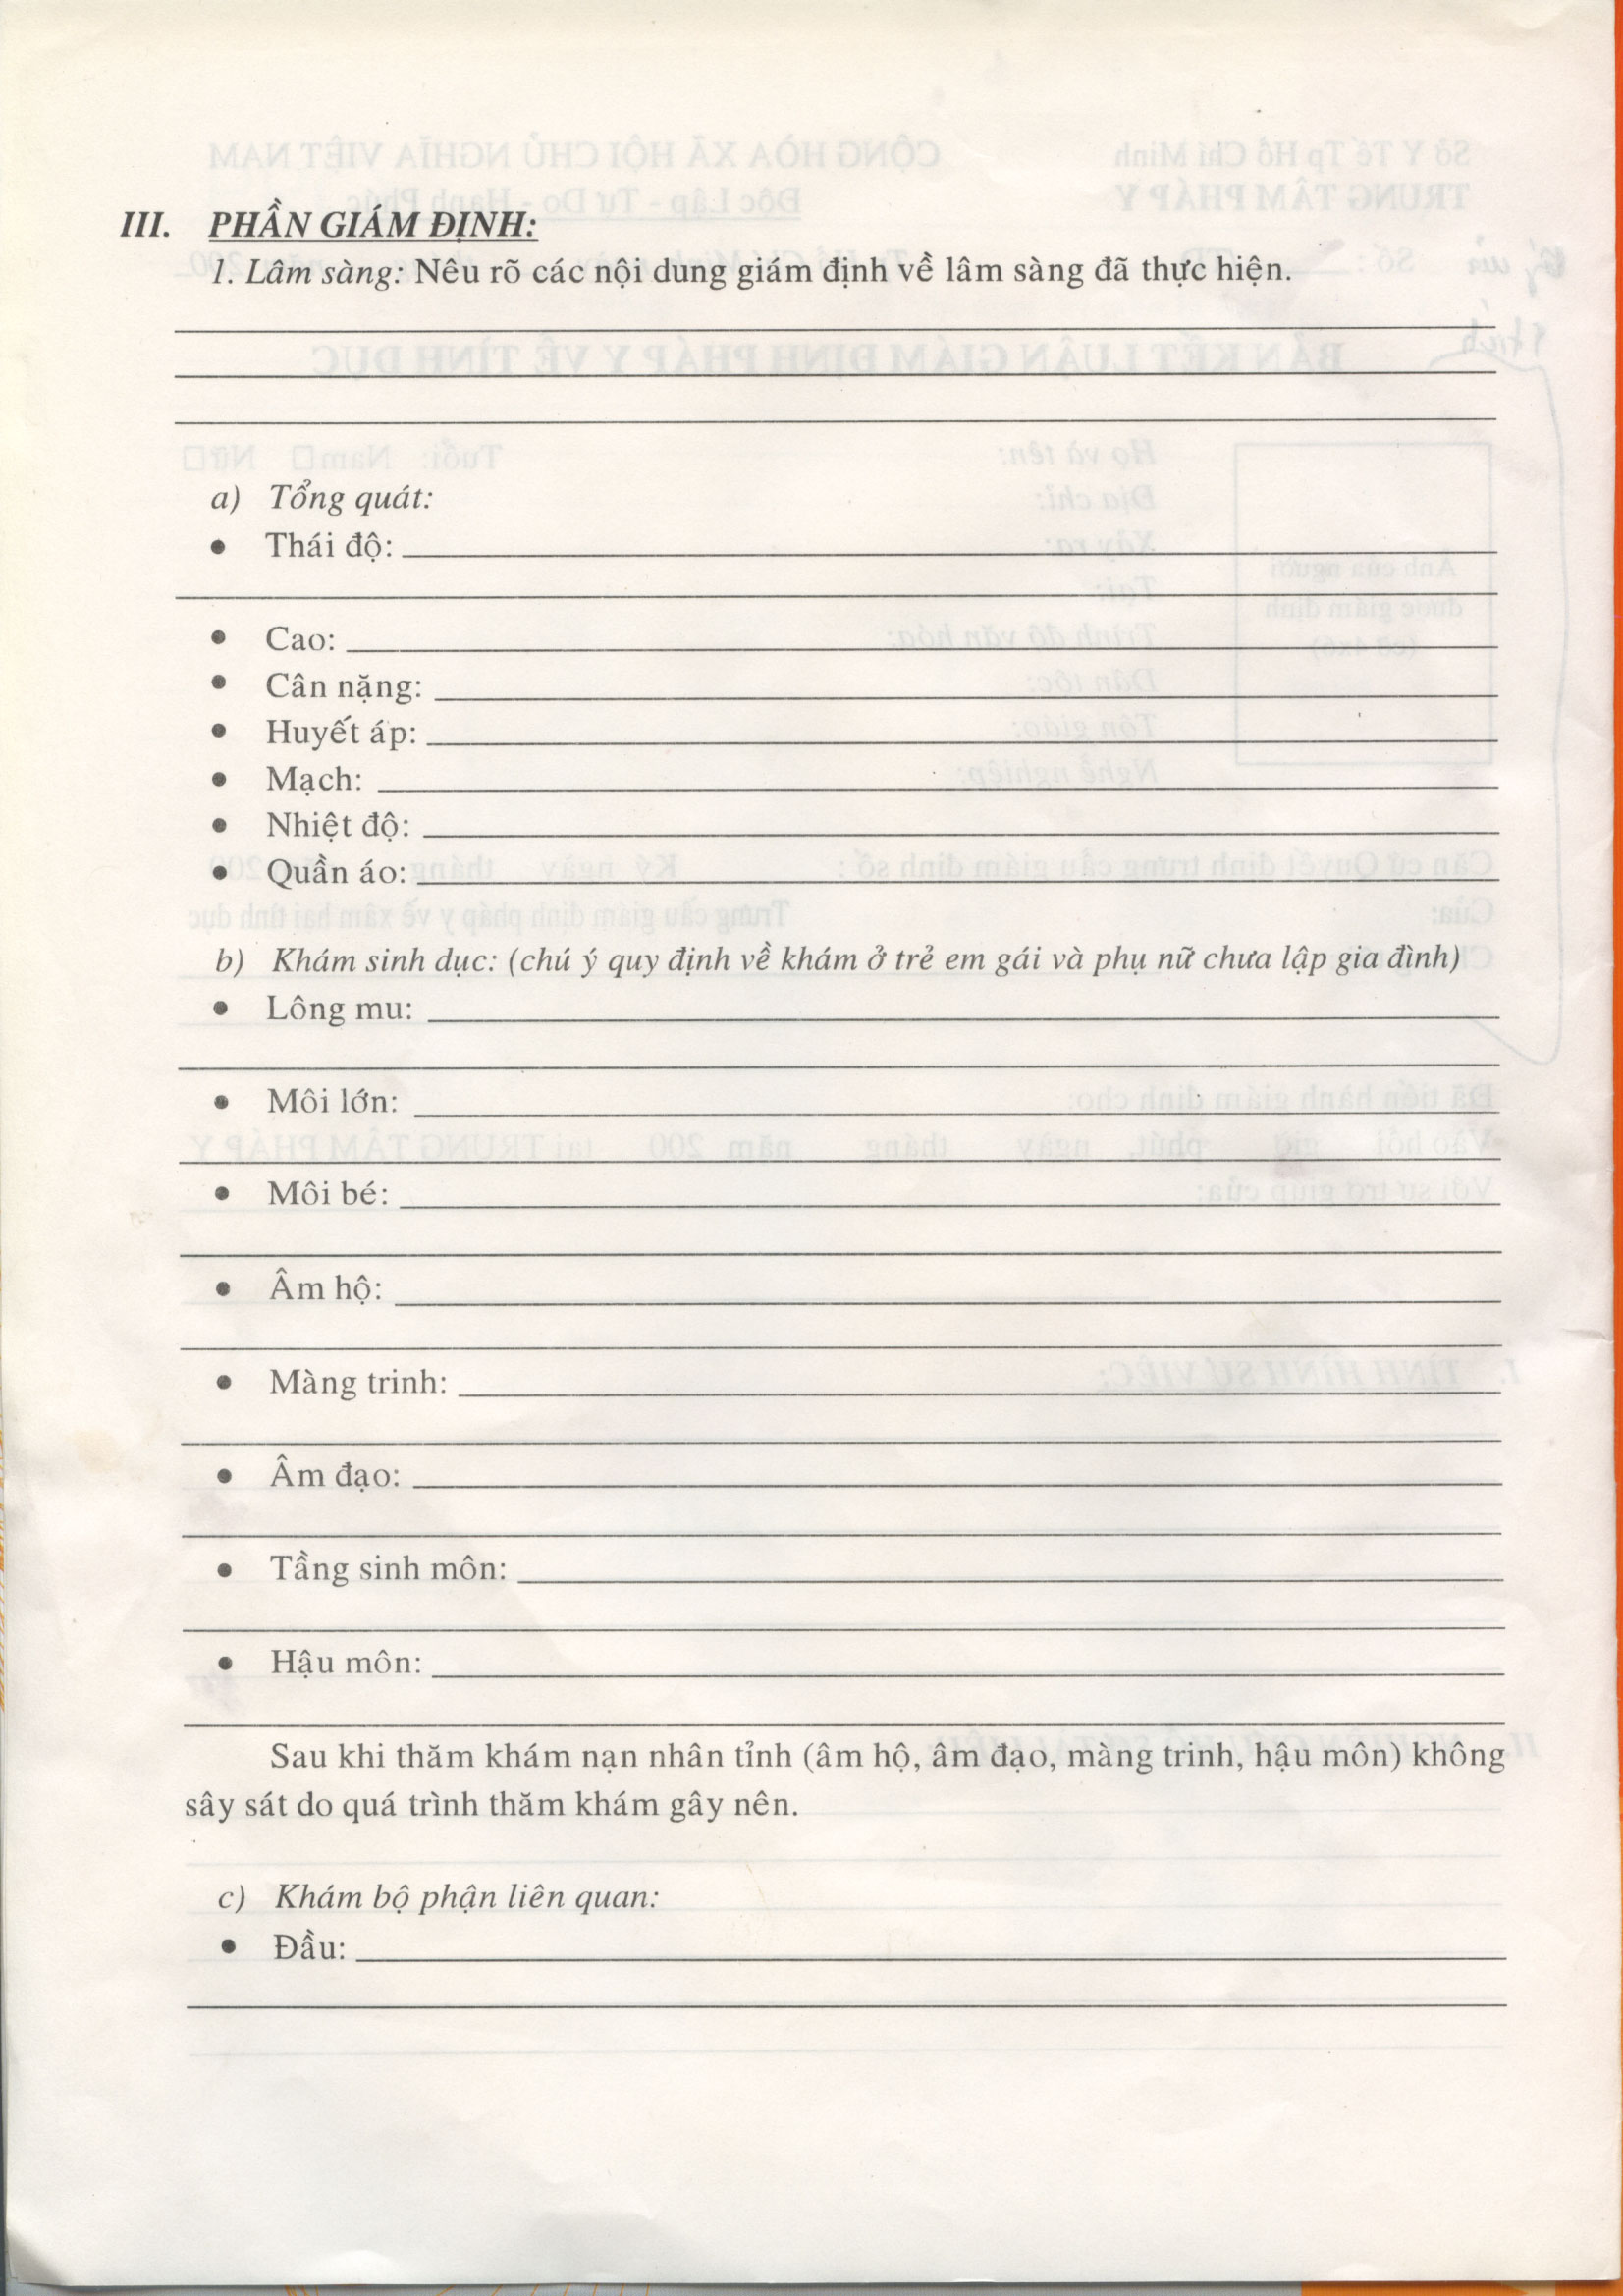 III. PHẦN GIÁM ĐỊNH:
1. Lâm sàng: Nêu rõ các nội dung giám định về lâm sàng đã thực hiện.
a) Tổng quát:
• Thái độ:
• Cao:
• Cân nặng:
• Huyết áp:
• Mạch:
• Nhiệt độ:
• Quần áo:
b) Khám sinh dục: (chú ý quy định về khám ở trẻ em gái và phụ nữ chưa lập gia đình)
• Lông mu:
• Môi lớn:
• Môi bé:
• Âm hộ:
• Màng trinh:
• Âm đạo:
• Tầng sinh môn:
• Hậu môn:
Sau khi thăm khám nạn nhân tỉnh (âm hộ, âm đạo, màng trinh, hậu môn) không
sây sát do quá trình thăm khám gây nên.
c) Khám bộ phận liên quan:
• Đầu: